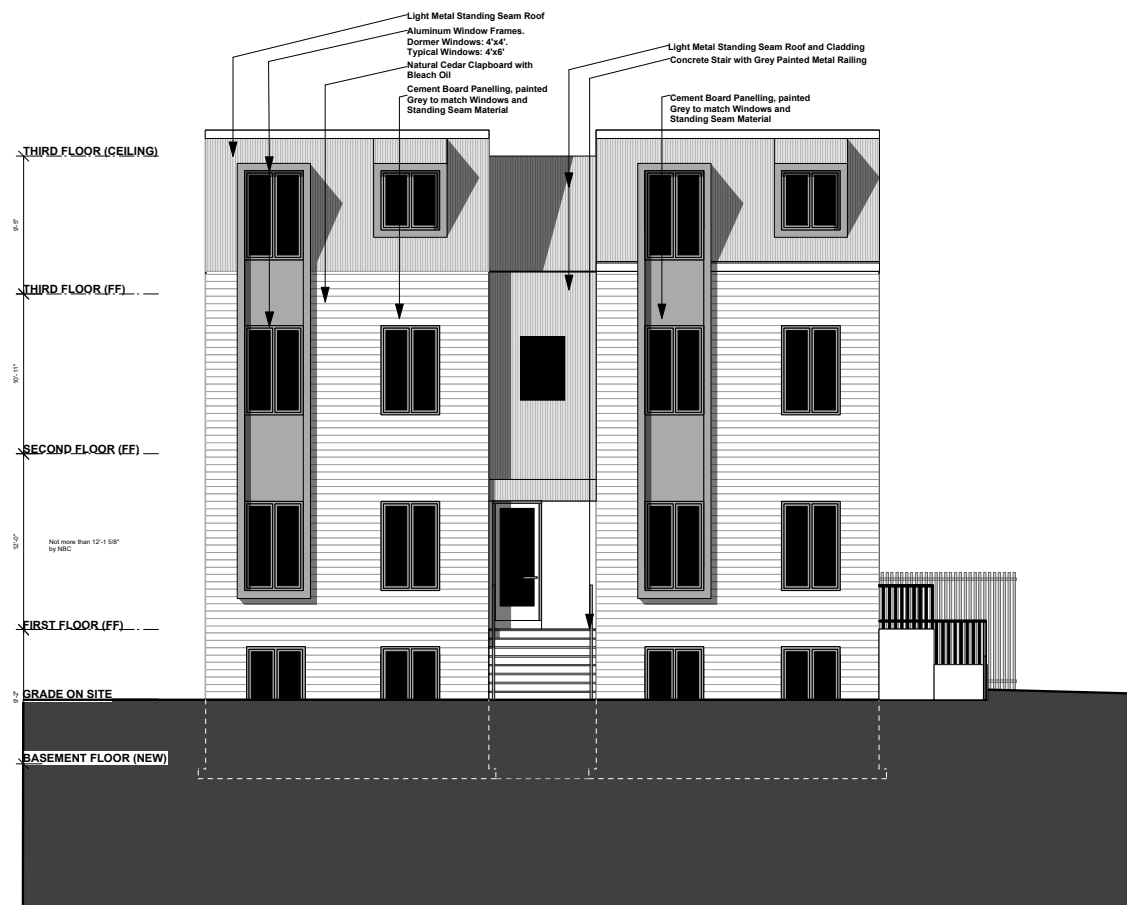 Light Metal Standing Seam Roof
Aluminum Window Frames.
Dormer Windows: 4'x4'.
Typical Windows: 4'x6'
Natural Cedar Clapboard with
Bleach Oil
Cement Board Panelling, painted
Grey to match Windows and
Standing Seam Material
Light Metal Standing Seam Roof and Cladding
Concrete Stair with Grey Painted Metal Railing
Cement Board Panelling, painted
Grey to match Windows and
Standing Seam Material
THIRD FLOOR (CEILING)
THIRD FLOOR (FF)
10'-11"
SECOND FLOOR (FF)
12'-0"
Not more than 12'-1 5/8"
by NBC
FIRST FLOOR (FF)
GRADE ON SITE
9'-2"
BASEMENT FLOOR (NEW)